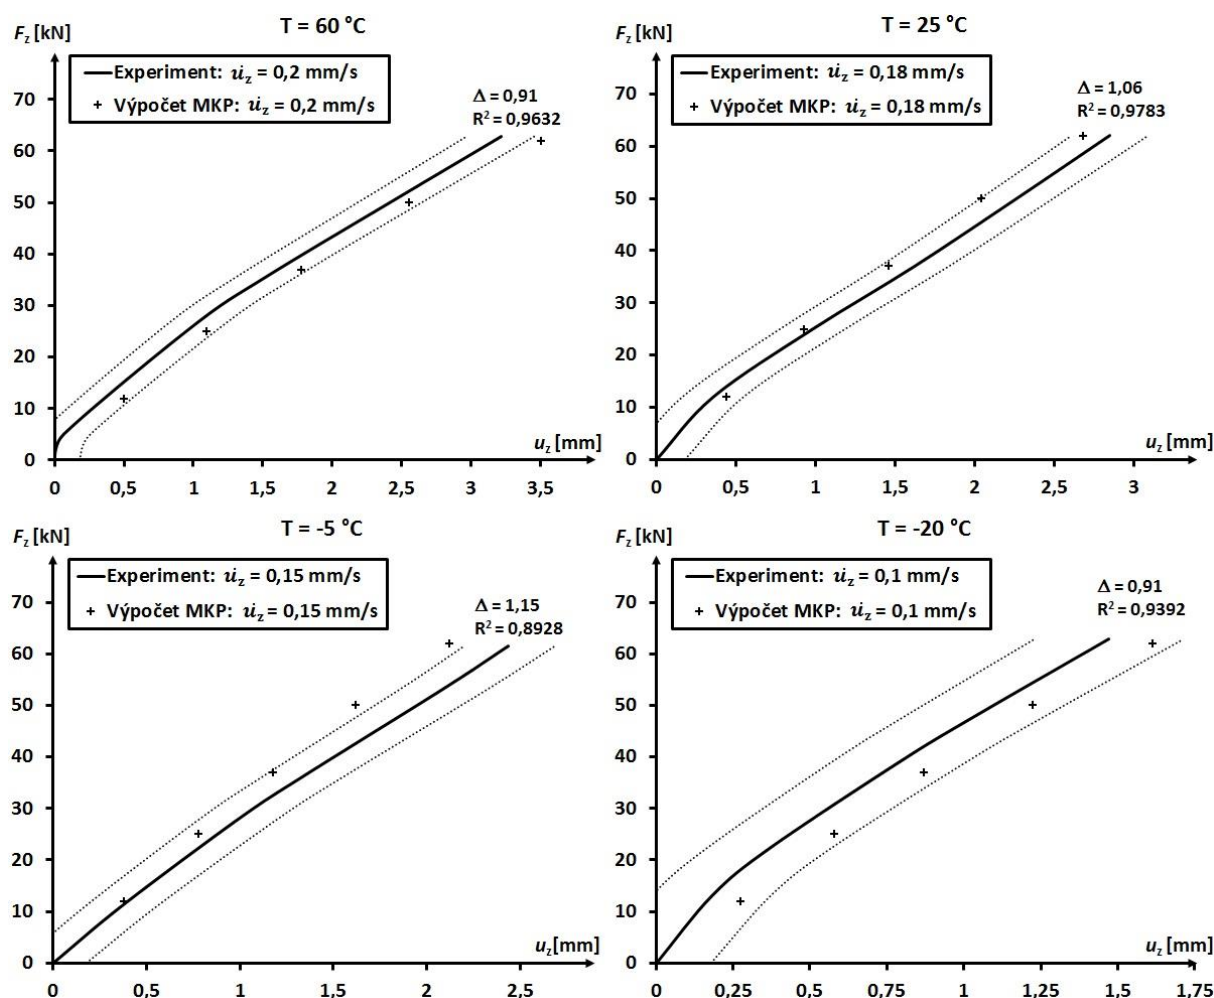 T = 60 °C
F_z [kN]
Experiment: u̇_z = 0,2 mm/s
Výpočet MKP: u̇_z = 0,2 mm/s
Δ = 0,91
R² = 0,9632
70
60
50
40
30
20
10
0
u_z [mm]
0 0,5 1 1,5 2 2,5 3 3,5
T = 25 °C
F_z [kN]
Experiment: u̇_z = 0,18 mm/s
Výpočet MKP: u̇_z = 0,18 mm/s
Δ = 1,06
R² = 0,9783
70
60
50
40
30
20
10
0
u_z [mm]
0 0,5 1 1,5 2 2,5 3
T = -5 °C
F_z [kN]
Experiment: u̇_z = 0,15 mm/s
Výpočet MKP: u̇_z = 0,15 mm/s
Δ = 1,15
R² = 0,8928
70
60
50
40
30
20
10
0
u_z [mm]
0 0,5 1 1,5 2 2,5
T = -20 °C
F_z [kN]
Experiment: u̇_z = 0,1 mm/s
Výpočet MKP: u̇_z = 0,1 mm/s
Δ = 0,91
R² = 0,9392
70
60
50
40
30
20
10
0
u_z [mm]
0 0,25 0,5 0,75 1 1,25 1,5 1,75